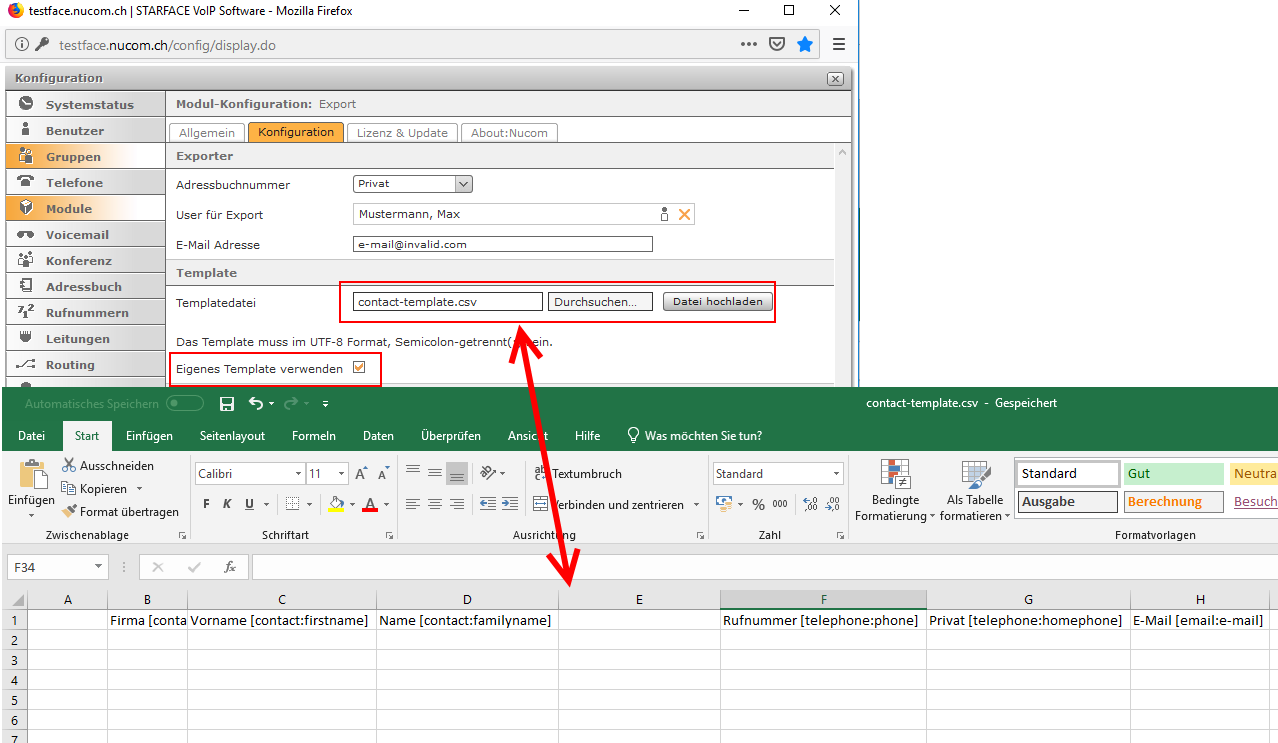 testface.nucom.ch | STARFACE VoIP Software - Mozilla Firefox
testface.nucom.ch/config/display.do
Konfiguration
Systemstatus
Benutzer
Gruppen
Telefone
Module
Voicemail
Konferenz
Adressbuch
Rufnummern
Leitungen
Routing
Modul-Konfiguration: Export
Allgemein Konfiguration Lizenz & Update About:Nucom
Exporter
Adressbuchnummer Privat
User für Export Mustermann, Max
E-Mail Adresse e-mail@invalid.com
Template
Templatedatei contact-template.csv Durchsuchen... Datei hochladen
Das Template muss im UTF-8 Format, Semicolon-getrennt(;) sein.
Eigenes Template verwenden
Automatisches Speichern contact-template.csv - Gespeichert
Datei Start Einfügen Seitenlayout Formeln Daten Überprüfen Ansicht Hilfe Was möchten Sie tun?
Einfügen
Ausschneiden
Kopieren
Format übertragen
Zwischenablage
Calibri 11 A A
F K U A
Schriftart
ab Textumbruch
Verbinden und zentrieren
Ausrichtung
Standard
% 000
Zahl
Bedingte Formatierung
Als Tabelle formatieren
Standard Gut Neutra
Ausgabe Berechnung Besuch
Formatvorlagen
F34 fx
A B C D E F G H
1 Firma [conta Vorname [contact:firstname] Name [contact:familyname] Rufnummer [telephone:phone] Privat [telephone:homephone] E-Mail [email:e-mail]
2
3
4
5
6
7